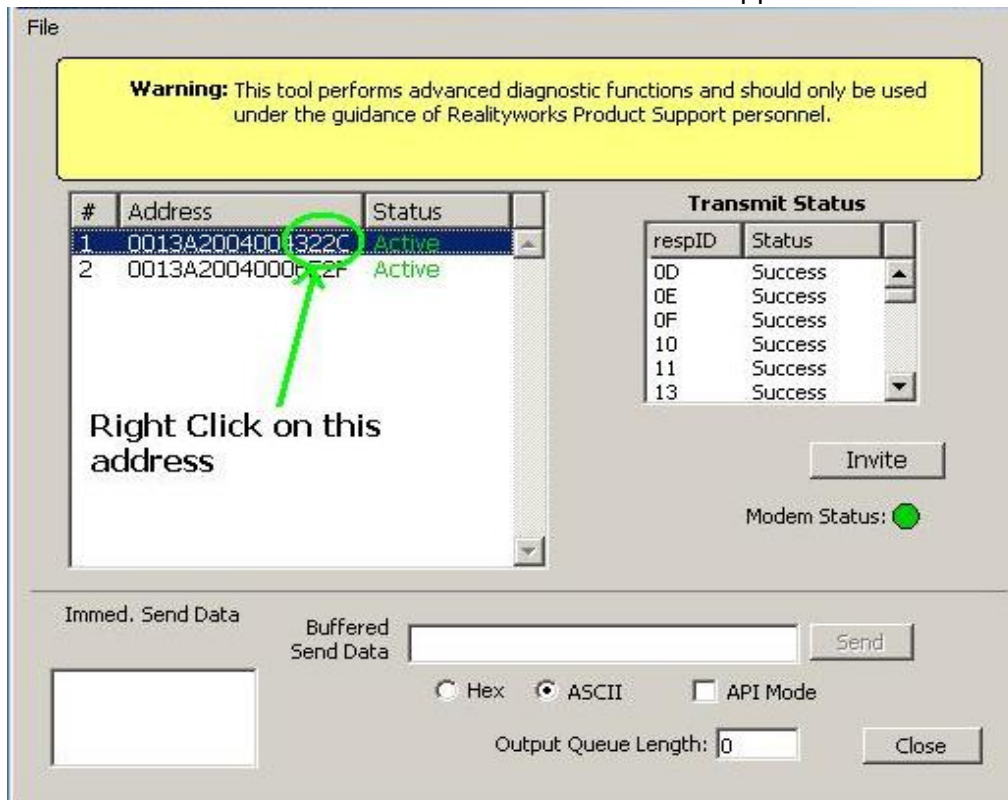 File
Warning: This tool performs advanced diagnostic functions and should only be used
under the guidance of Realityworks Product Support personnel.
# Address Status
1 0013A2004004322C Active
2 Active
Right Click on this
address
Transmit Status
respID Status
0D Success
0E Success
0F Success
10 Success
11 Success
13 Success
Invite
Modem Status:
Immed. Send Data
Buffered
Send Data
Send
Hex ASCII API Mode
Output Queue Length: 0
Close